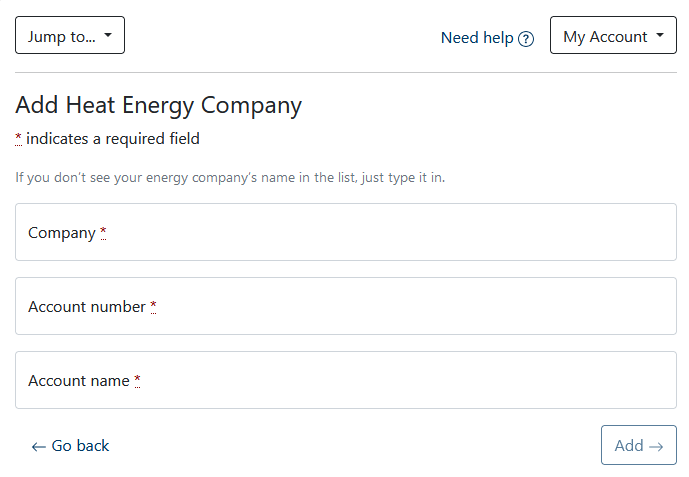 Jump to...
Need help ?
My Account
Add Heat Energy Company
* indicates a required field
If you don't see your energy company's name in the list, just type it in.
Company *
Account number *
Account name *
← Go back
Add →